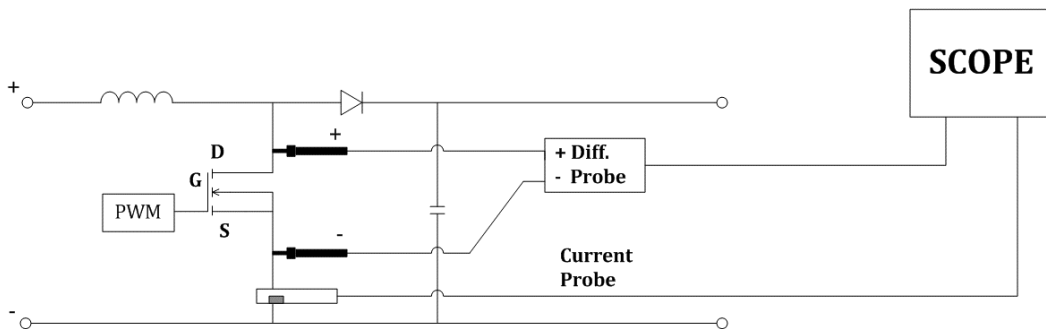 SCOPE
+
+
D
+ Diff.
- Probe
G
PWM
S
-
Current
Probe
-